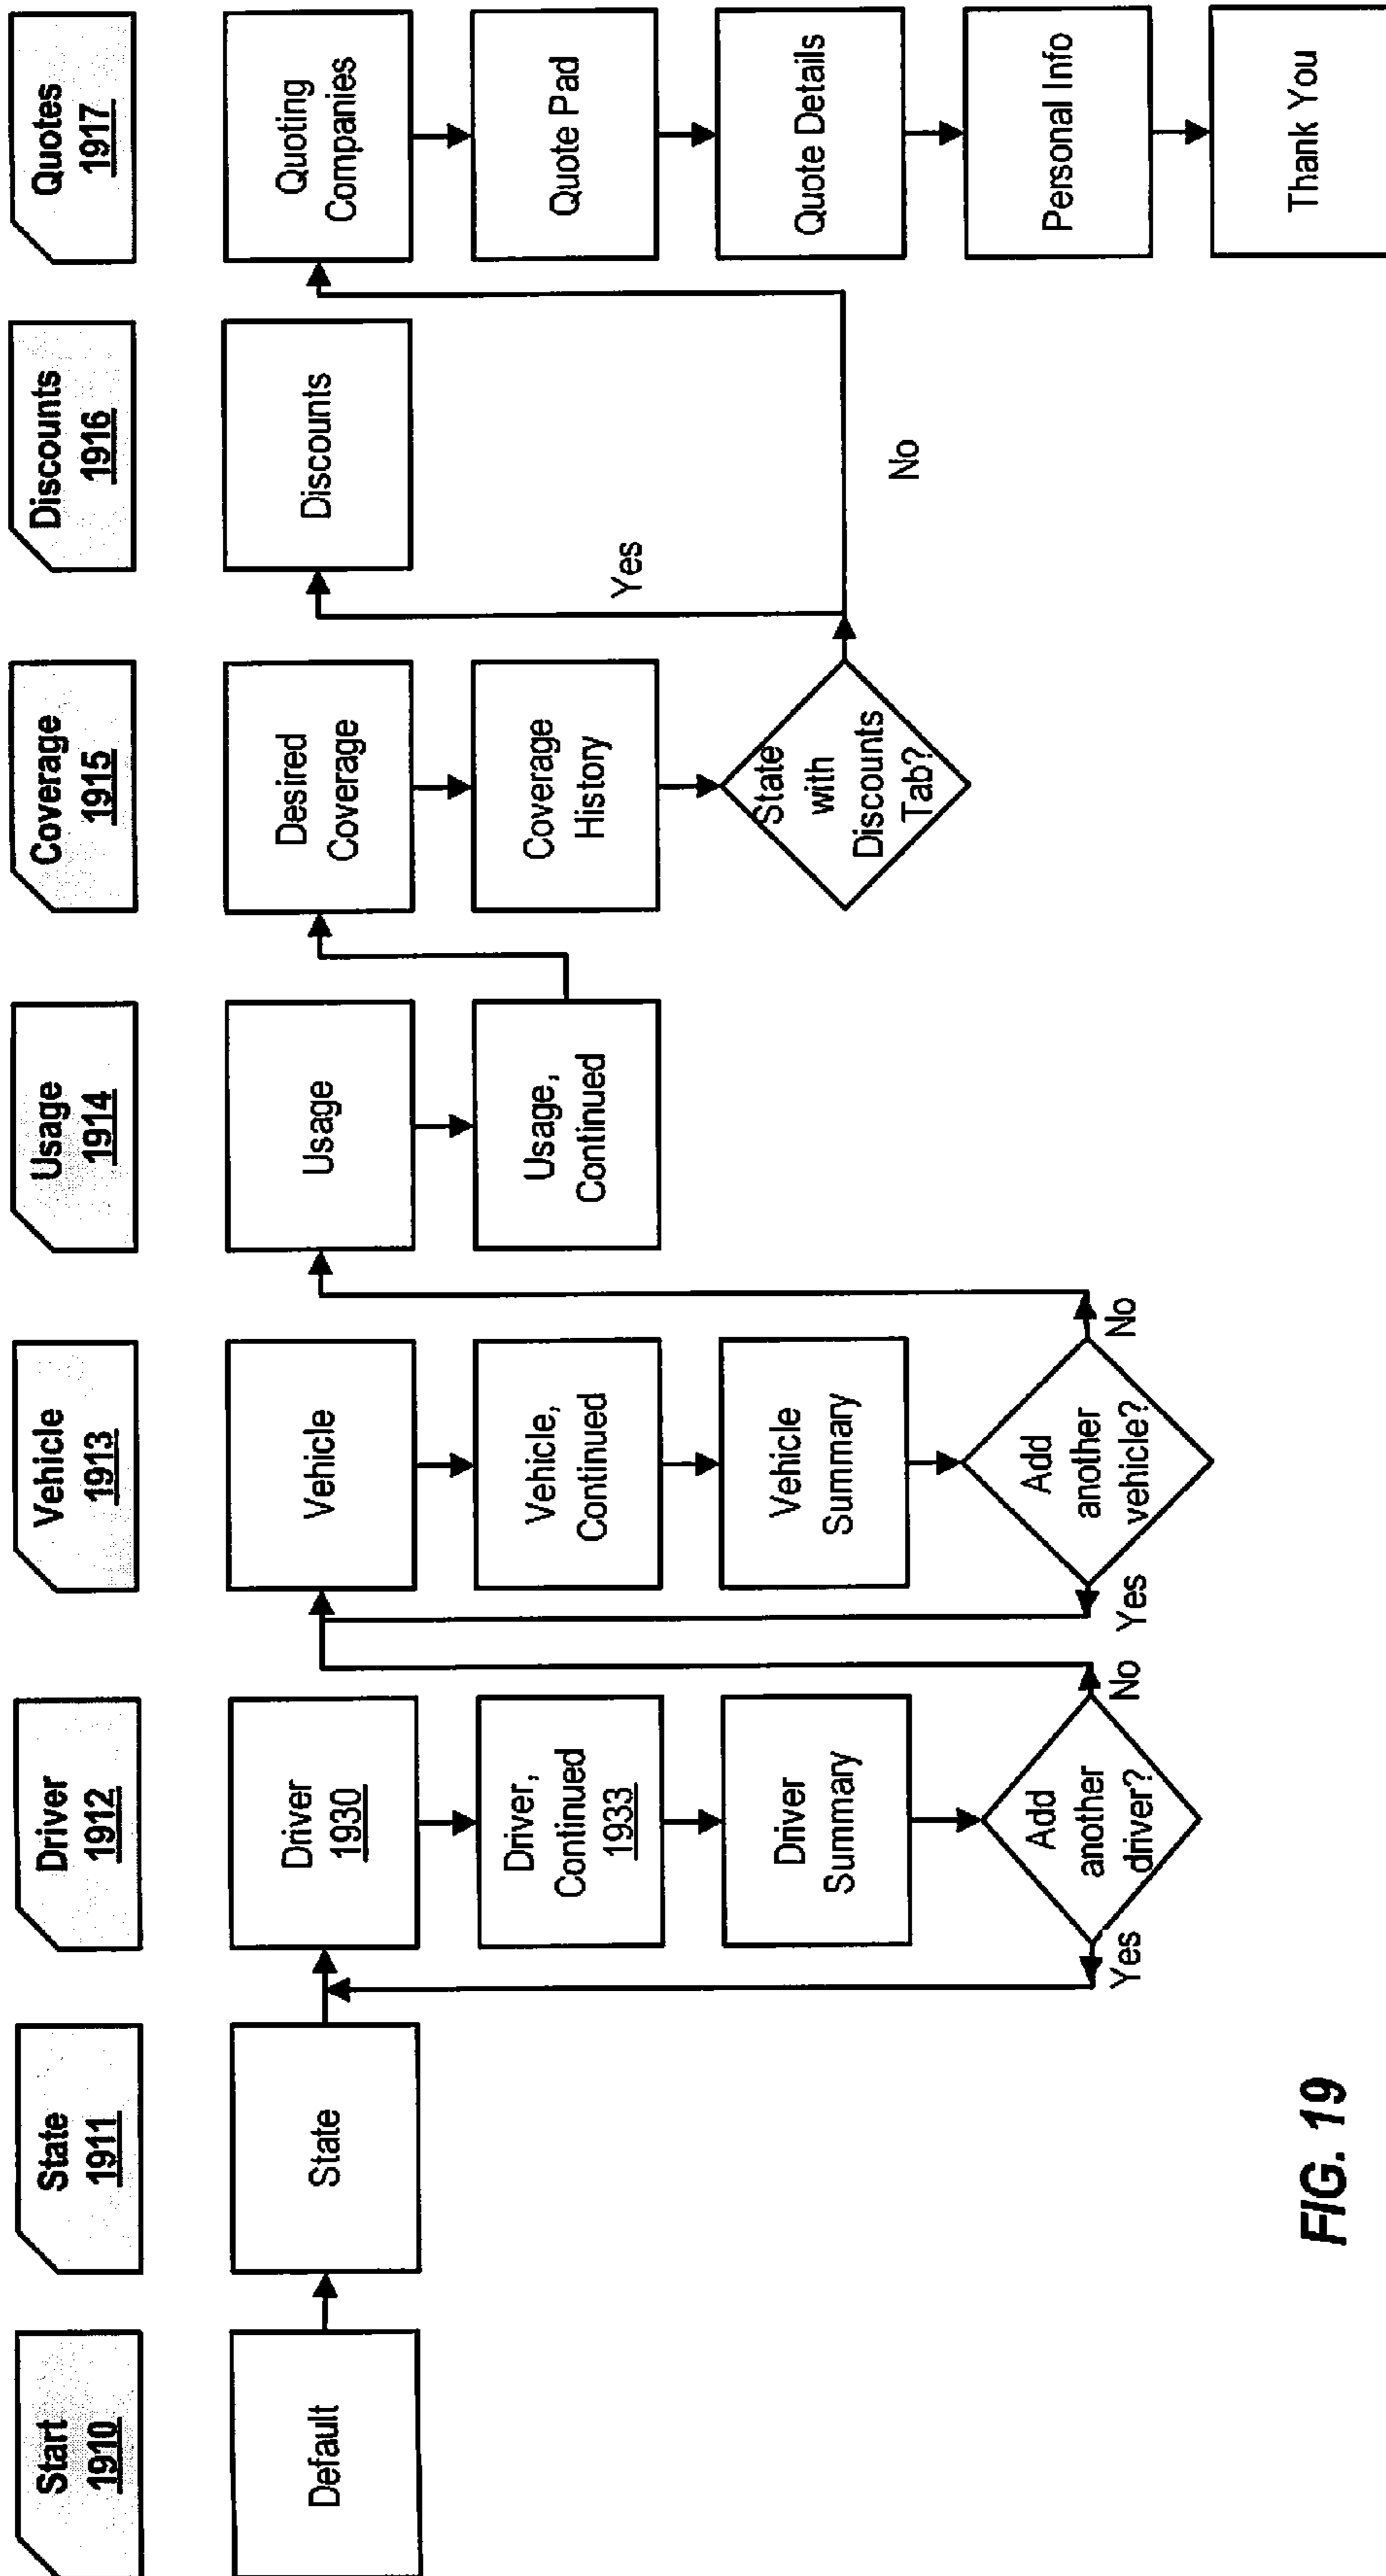 Start
1910
State
1911
Driver
1912
Vehicle
1913
Usage
1914
Coverage
1915
Discounts
1916
Quotes
1917
Default
State
Driver
1930
Driver,
Continued
1933
Driver
Summary
Add
another
driver?
Yes
No
Vehicle
Vehicle,
Continued
Vehicle
Summary
Add
another
vehicle?
Yes
No
Usage
Usage,
Continued
Desired
Coverage
Coverage
History
State
with
Discounts
Tab?
Yes
No
Discounts
Quoting
Companies
Quote Pad
Quote Details
Personal Info
Thank You
FIG. 19